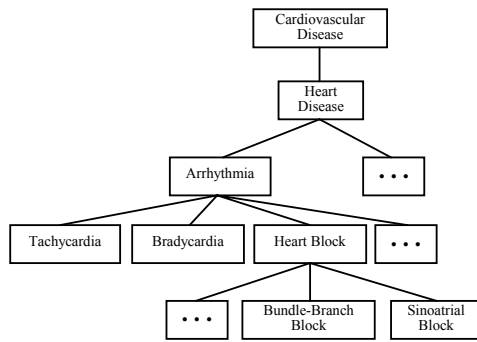 Cardiovascular
Disease
Heart
Disease
Arrhythmia
• • •
Tachycardia
Bradycardia
Heart Block
• • •
• • •
Bundle-Branch
Block
Sinoatrial
Block